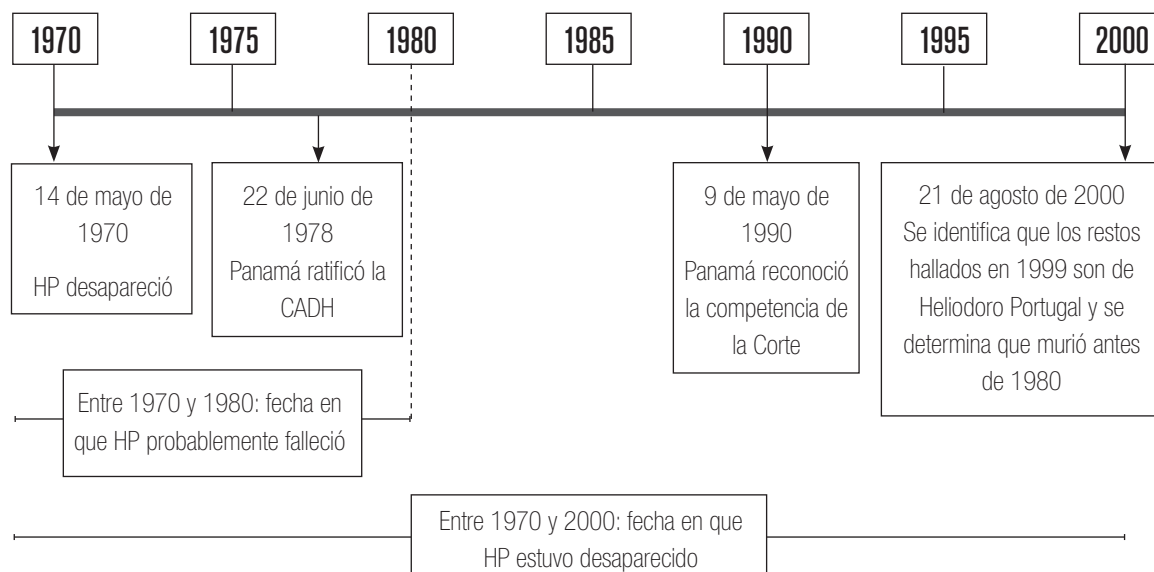 1970
1975
1980
1985
1990
1995
2000
14 de mayo de
1970
HP desapareció
22 de junio de
1978
Panamá ratificó la
CADH
9 de mayo de
1990
Panamá reconoció
la competencia de
la Corte
21 de agosto de 2000
Se identifica que los restos
hallados en 1999 son de
Heliodoro Portugal y se
determina que murió antes
de 1980
Entre 1970 y 1980: fecha en
que HP probablemente falleció
Entre 1970 y 2000: fecha en que
HP estuvo desaparecido